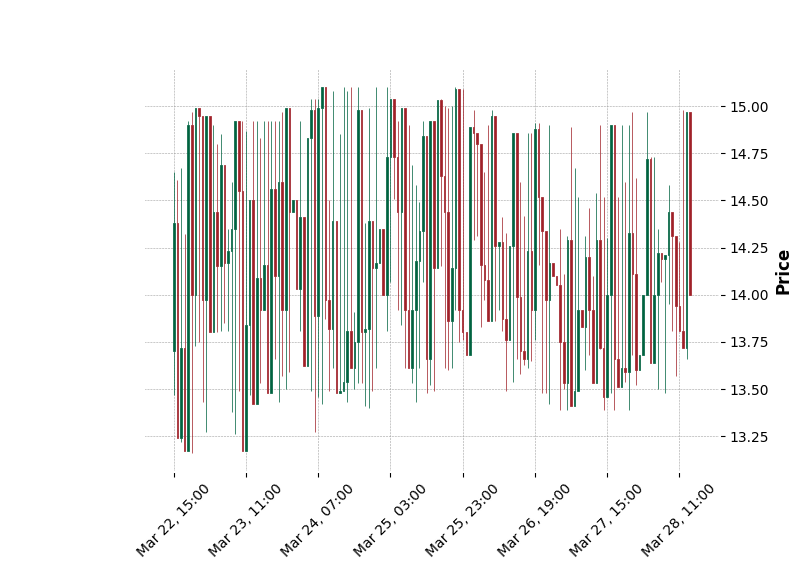 15.00
14.75
14.50
14.25
14.00
13.75
13.50
13.25
Price
Mar 22, 15:00
Mar 23, 11:00
Mar 24, 07:00
Mar 25, 03:00
Mar 25, 23:00
Mar 26, 19:00
Mar 27, 15:00
Mar 28, 11:00